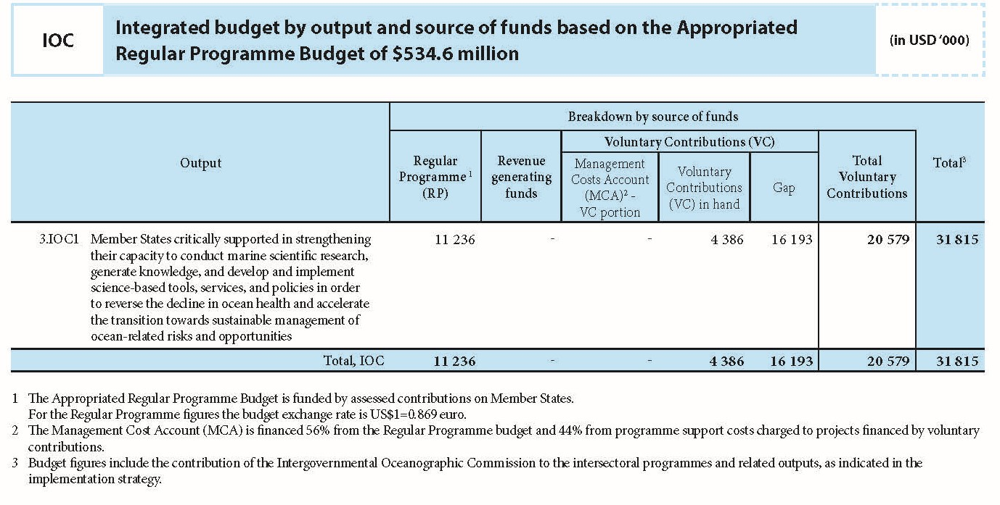 IOC
Integrated budget by output and source of funds based on the Appropriated
Regular Programme Budget of $534.6 million
(in USD ‘000)
Output
Breakdown by source of funds
Regular
Programme ¹
(RP)
Revenue
generating
funds
Voluntary Contributions (VC)
Management
Costs Account
(MCA)² -
VC portion
Voluntary
Contributions
(VC) in hand
Gap
Total
Voluntary
Contributions
Total³
3.IOC1 Member States critically supported in strengthening 11 236 - - 4 386 16 193 20 579 31 815
their capacity to conduct marine scientific research,
generate knowledge, and develop and implement
science-based tools, services, and policies in order
to reverse the decline in ocean health and accelerate
the transition towards sustainable management of
ocean-related risks and opportunities
Total, IOC 11 236 - - 4 386 16 193 20 579 31 815
1 The Appropriated Regular Programme Budget is funded by assessed contributions on Member States.
For the Regular Programme figures the budget exchange rate is US$1=0.869 euro.
2 The Management Cost Account (MCA) is financed 56% from the Regular Programme budget and 44% from programme support costs charged to projects financed by voluntary
contributions.
3 Budget figures include the contribution of the Intergovernmental Oceanographic Commission to the intersectoral programmes and related outputs, as indicated in the
implementation strategy.